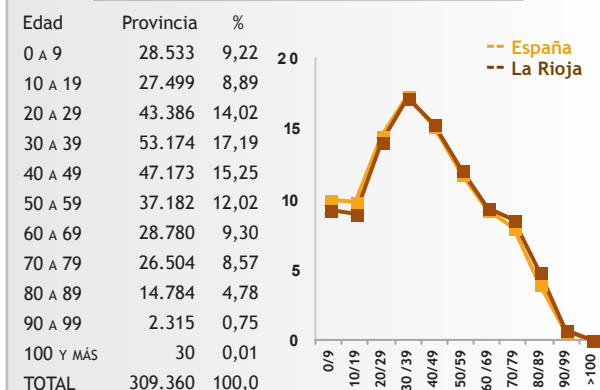 Edad Provincia %
0 A 9 28.533 9,22
10 A 19 27.499 8,89
20 A 29 43.386 14,02
30 A 39 53.174 17,19
40 A 49 47.173 15,25
50 A 59 37.182 12,02
60 A 69 28.780 9,30
70 A 79 26.504 8,57
80 A 89 14.784 4,78
90 A 99 2.315 0,75
100 Y MÁS 30 0,01
TOTAL 309.360 100,0
España
La Rioja
20
15
10
5
0
0/9
10/19
20/29
30 /39
40/49
50/59
60 /69
70/79
80/89
90/99
>100